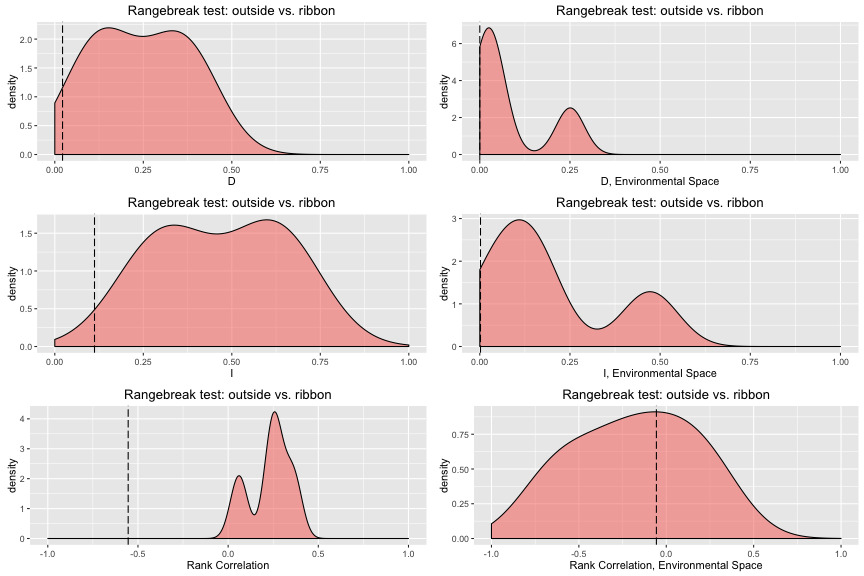 Rangebreak test: outside vs. ribbon
density
2.0
1.5
1.0
0.5
0.0
0.00 0.25 0.50 0.75 1.00
D
Rangebreak test: outside vs. ribbon
density
6
4
2
0
0.00 0.25 0.50 0.75 1.00
D, Environmental Space
Rangebreak test: outside vs. ribbon
density
1.5
1.0
0.5
0.0
0.00 0.25 0.50 0.75 1.00
I
Rangebreak test: outside vs. ribbon
density
3
2
1
0
0.00 0.25 0.50 0.75 1.00
I, Environmental Space
Rangebreak test: outside vs. ribbon
density
4
3
2
1
0
-1.0 -0.5 0.0 0.5 1.0
Rank Correlation
Rangebreak test: outside vs. ribbon
density
0.75
0.50
0.25
0.00
-1.0 -0.5 0.0 0.5 1.0
Rank Correlation, Environmental Space